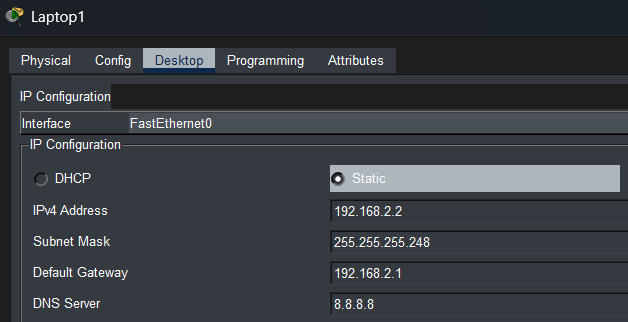 Laptop1
Physical Config Desktop Programming Attributes
IP Configuration
Interface FastEthernet0
IP Configuration
DHCP Static
IPv4 Address 192.168.2.2
Subnet Mask 255.255.255.248
Default Gateway 192.168.2.1
DNS Server 8.8.8.8